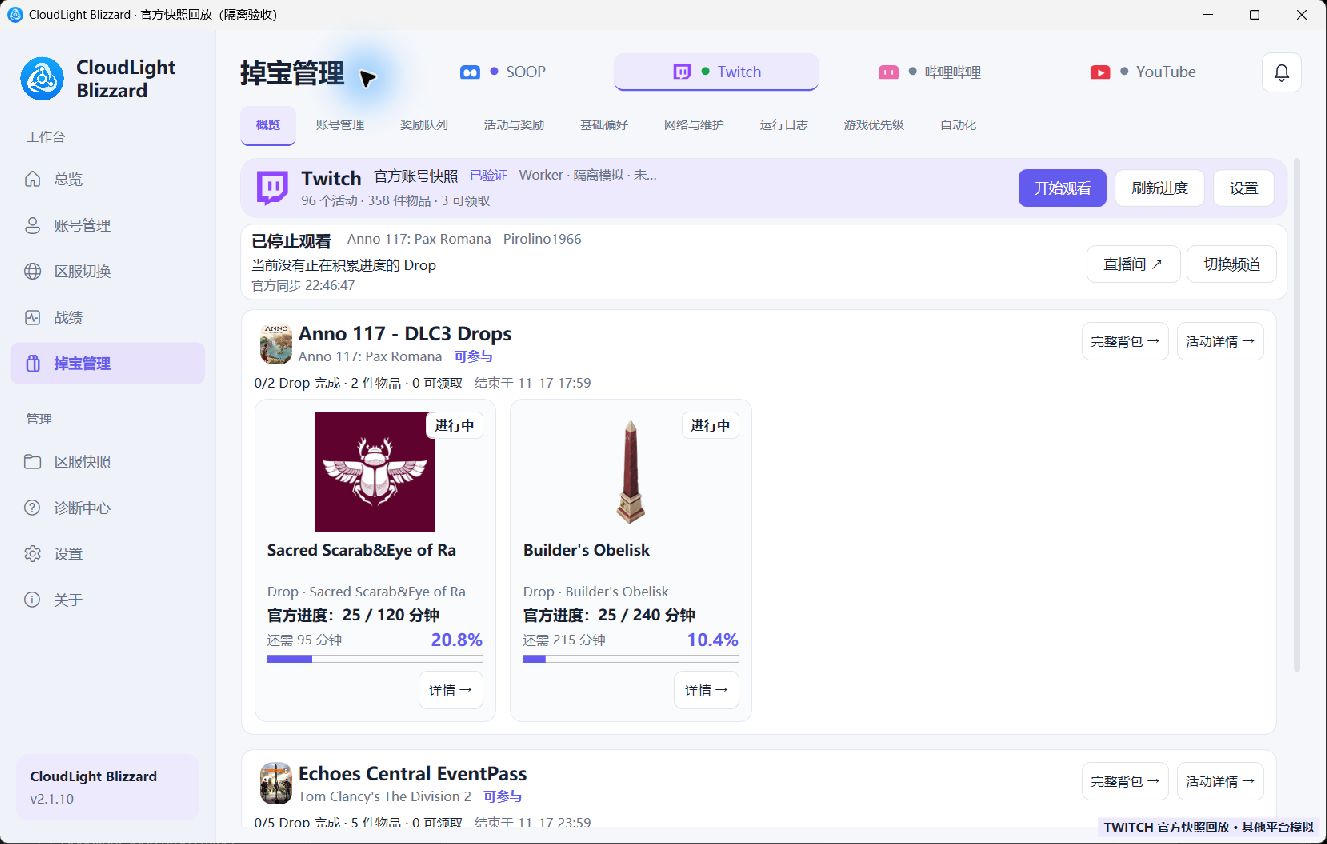 CloudLight Blizzard · 官方快照回放（隔离验收）
CloudLight
Blizzard
工作台
总览
账号管理
区服切换
战绩
掉宝管理
管理
区服快照
诊断中心
设置
关于
CloudLight Blizzard
v2.1.10
掉宝管理
SOOP
Twitch
哔哩哔哩
YouTube
概览 账号管理 奖励队列 活动与奖励 基础偏好 网络与维护 运行日志 游戏优先级 自动化
Twitch 官方账号快照 已验证 Worker · 隔离模拟 · 未...
96 个活动 · 358 件物品 · 3 可领取
开始观看 刷新进度 设置
已停止观看 Anno 117: Pax Romana Pirolino1966
当前没有正在积累进度的 Drop
官方同步 22:46:47
直播间 ↗ 切换频道
Anno 117 - DLC3 Drops
Anno 117: Pax Romana 可参与
完整背包 → 活动详情 →
0/2 Drop 完成 · 2 件物品 · 0 可领取 结束于 11-17 17:59
进行中
Sacred Scarab&Eye of Ra
Drop · Sacred Scarab&Eye of Ra
官方进度：25 / 120 分钟
还需 95 分钟 20.8%
详情 →
进行中
Builder's Obelisk
Drop · Builder's Obelisk
官方进度：25 / 240 分钟
还需 215 分钟 10.4%
详情 →
Echoes Central EventPass
Tom Clancy's The Division 2 可参与
完整背包 → 活动详情 →
0/5 Drop 完成 · 5 件物品 · 0 可领取 结束于 11-17 23:59
TWITCH 官方快照回放 · 其他平台模拟